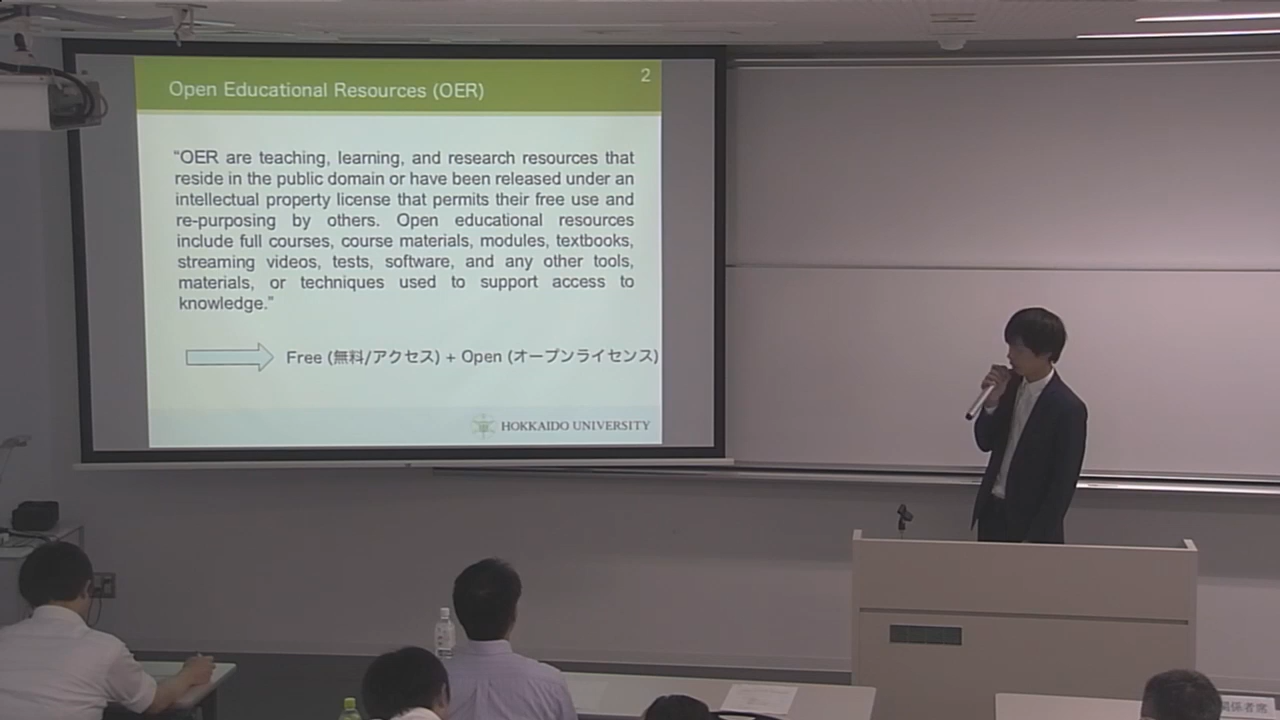 2
Open Educational Resources (OER)
“OER are teaching, learning, and research resources that
reside in the public domain or have been released under an
intellectual property license that permits their free use and
re-purposing by others. Open educational resources
include full courses, course materials, modules, textbooks,
streaming videos, tests, software, and any other tools,
materials, or techniques used to support access to
knowledge.”
Free (無料/アクセス) + Open (オープンライセンス)
HOKKAIDO UNIVERSITY
関係者席